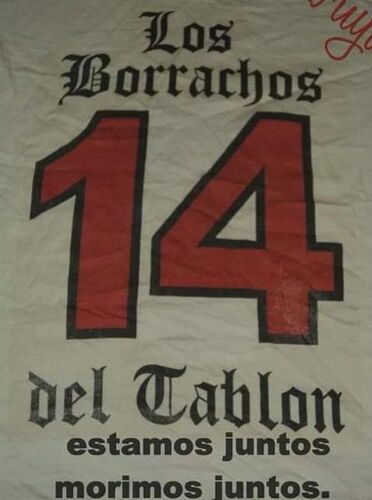 Los
Borrachos
14
del Tablon
estamos juntos
morimos juntos.